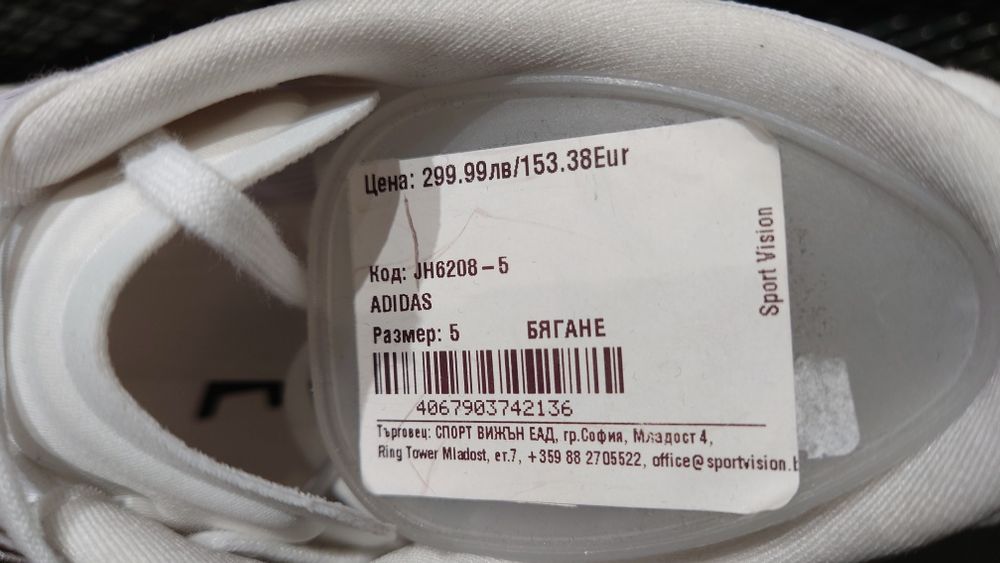 Цена: 299.99лв/153.38Eur
Код: JH6208-5
ADIDAS
Размер: 5 БЯГАНЕ
4067903742136
Търговец: СПОРТ ВИЖЪН ЕАД, гр.София, Младост 4,
Ring Tower Mladost, ет.7, +359 88 2705522, office@sportvision.b
Sport Vision